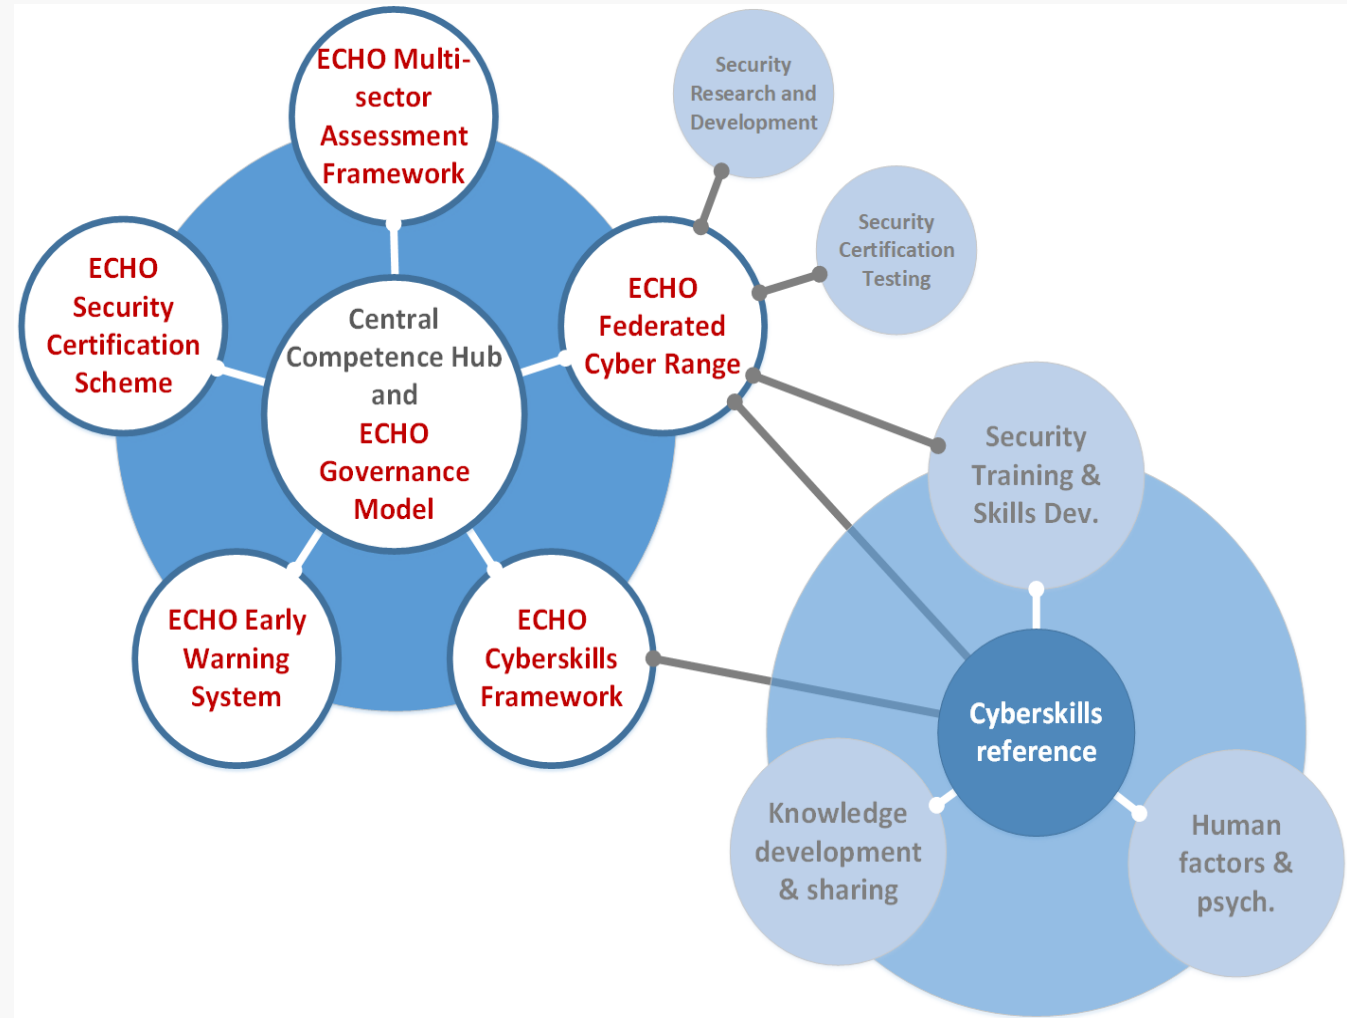 ECHO Multi-
sector
Assessment
Framework
Security
Research and
Development
Security
Certification
Testing
ECHO
Security
Certification
Scheme
Central
Competence Hub
and
ECHO
Governance
Model
ECHO
Federated
Cyber Range
Security
Training &
Skills Dev.
ECHO Early
Warning
System
ECHO
Cyberskills
Framework
Cyberskills
reference
Knowledge
development
& sharing
Human
factors &
psych.